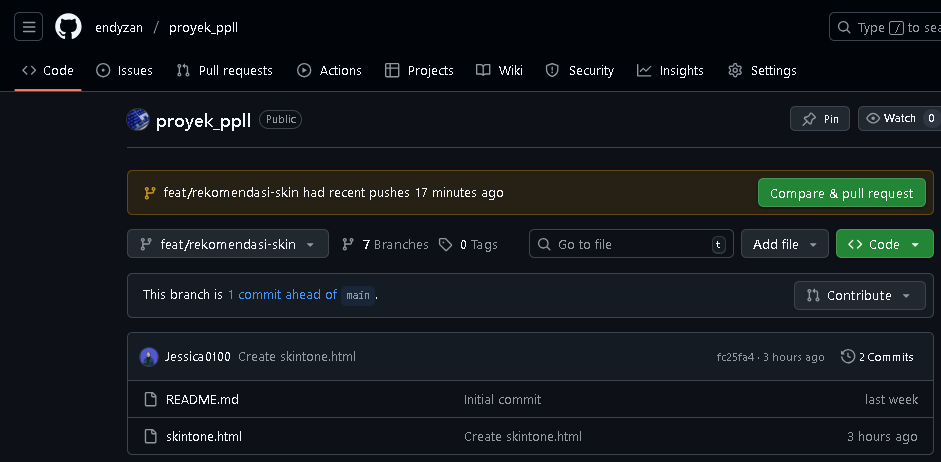 endyzan / proyek_ppll Type / to sea
Code Issues Pull requests Actions Projects Wiki Security Insights Settings
proyek_ppll Public Pin Watch 0
feat/rekomendasi-skin had recent pushes 17 minutes ago Compare & pull request
feat/rekomendasi-skin 7 Branches 0 Tags Go to file t Add file Code
This branch is 1 commit ahead of main. Contribute
Jessica0100 Create skintone.html fc25fa4 · 3 hours ago 2 Commits
README.md Initial commit last week
skintone.html Create skintone.html 3 hours ago